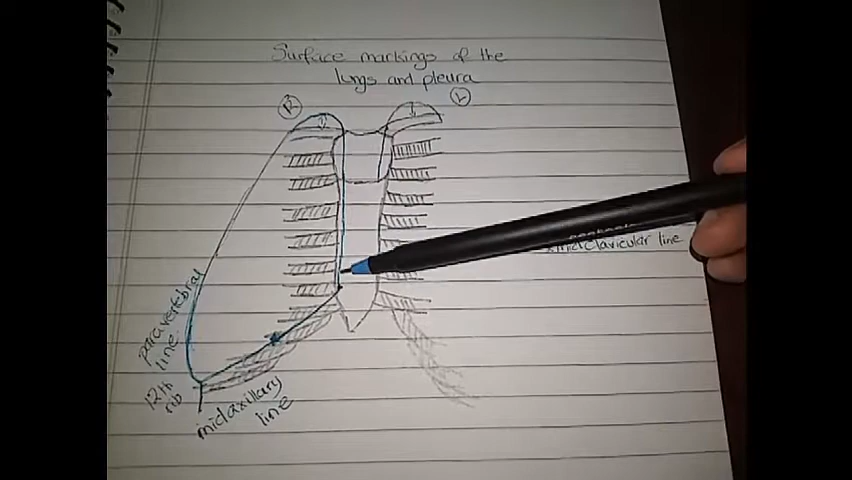 Surface markings of the
lungs and pleura
R
L
midclavicular line
paravertebral
line
12th
rib
midaxillary
line